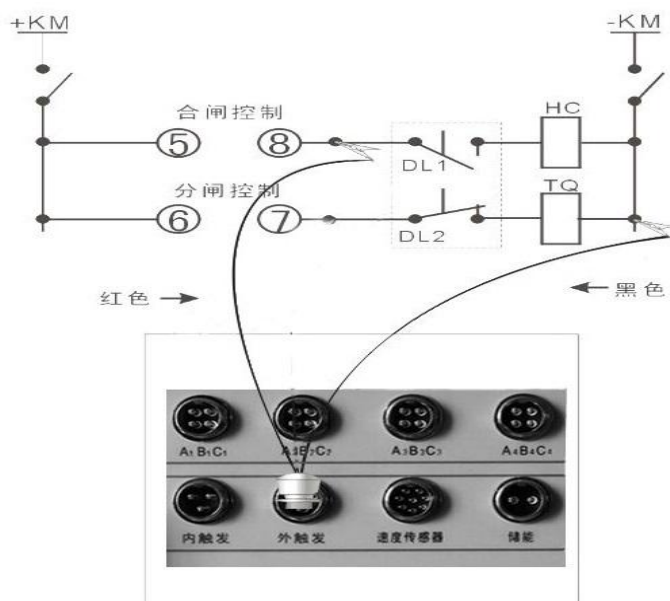 +KM -KM
合闸控制 HC
⑤ ⑧
DL1
分闸控制 TQ
⑥ ⑦
DL2
红色 黑色
A₁B₁C₁ A₂B₂C₂ A₃B₃C₃ A₄B₄C₄
内触发 外触发 速度传感器 储能